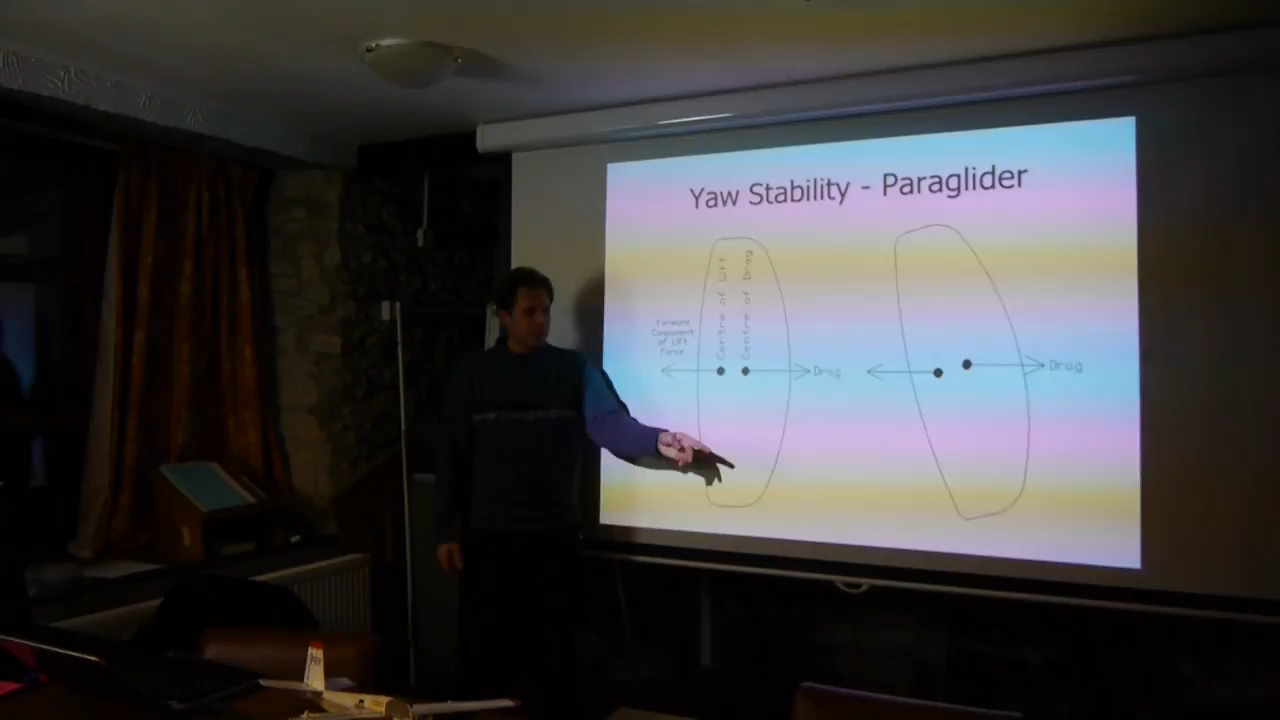 Yaw Stability - Paraglider
Centre of Lift
Centre of Drag
Forward
Component
of Lift
Force
Drag
Drag